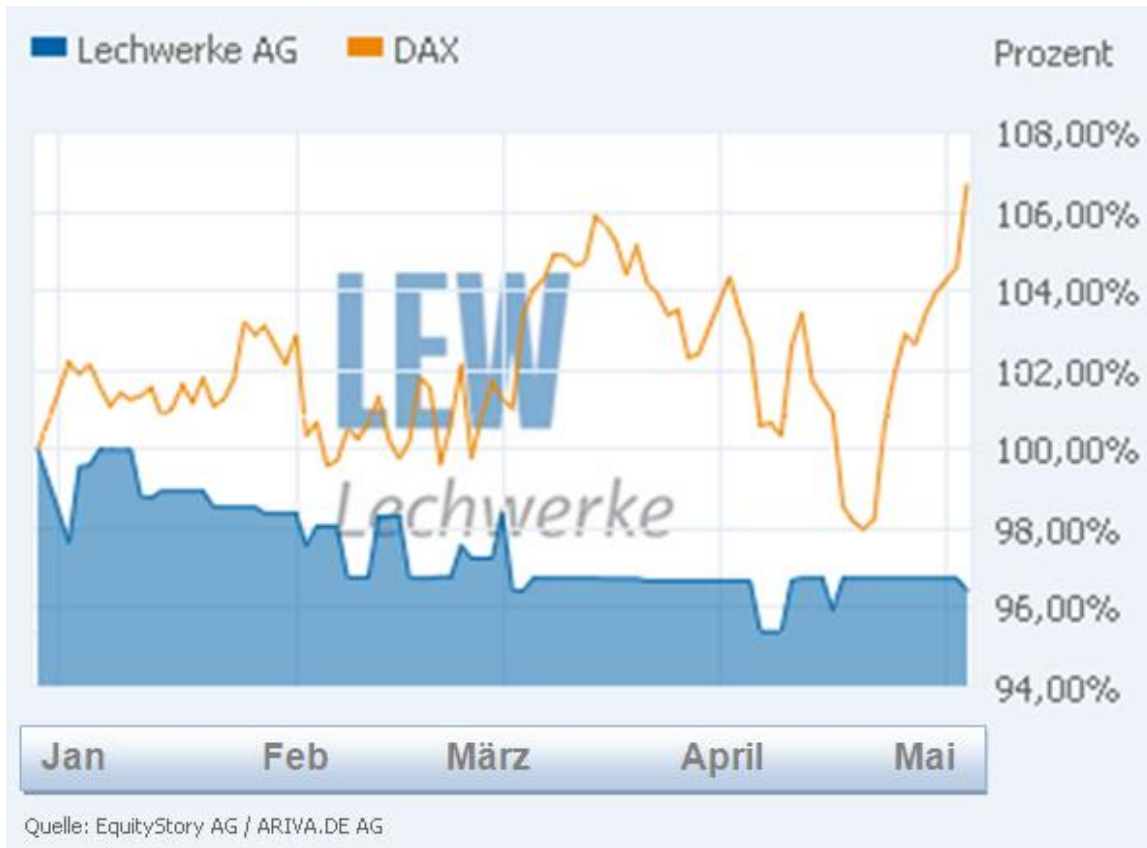 Lechwerke AG DAX Prozent
108,00%
106,00%
104,00%
102,00%
100,00%
98,00%
96,00%
94,00%
LEW
Lechwerke
Jan Feb März April Mai
Quelle: EquityStory AG / ARIVA.DE AG